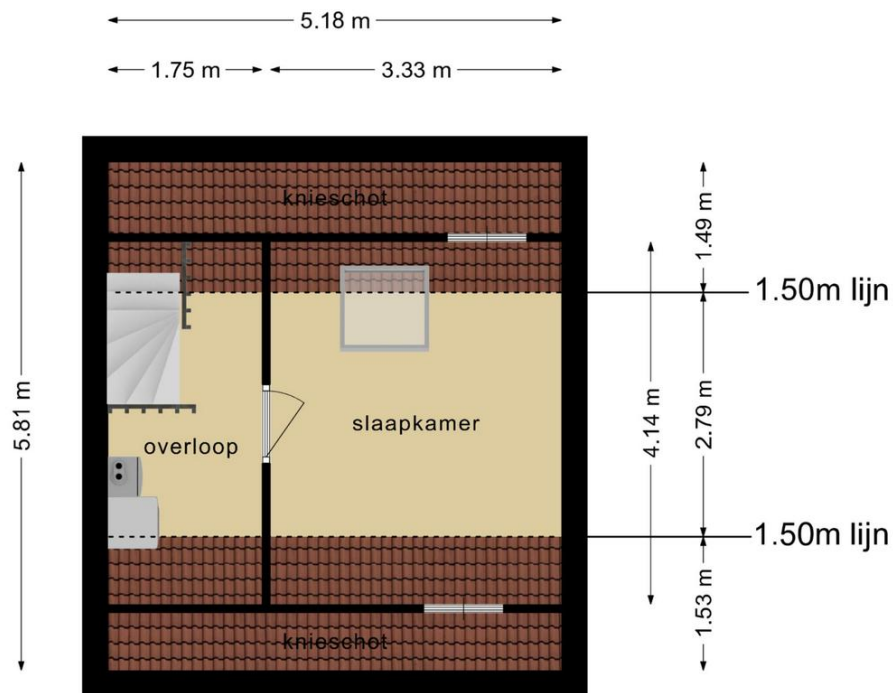 5.18 m
1.75 m
3.33 m
knieschot
1.49 m
1.50m lijn
5.81 m
slaapkamer
4.14 m
2.79 m
overloop
1.50m lijn
1.53 m
knieschot